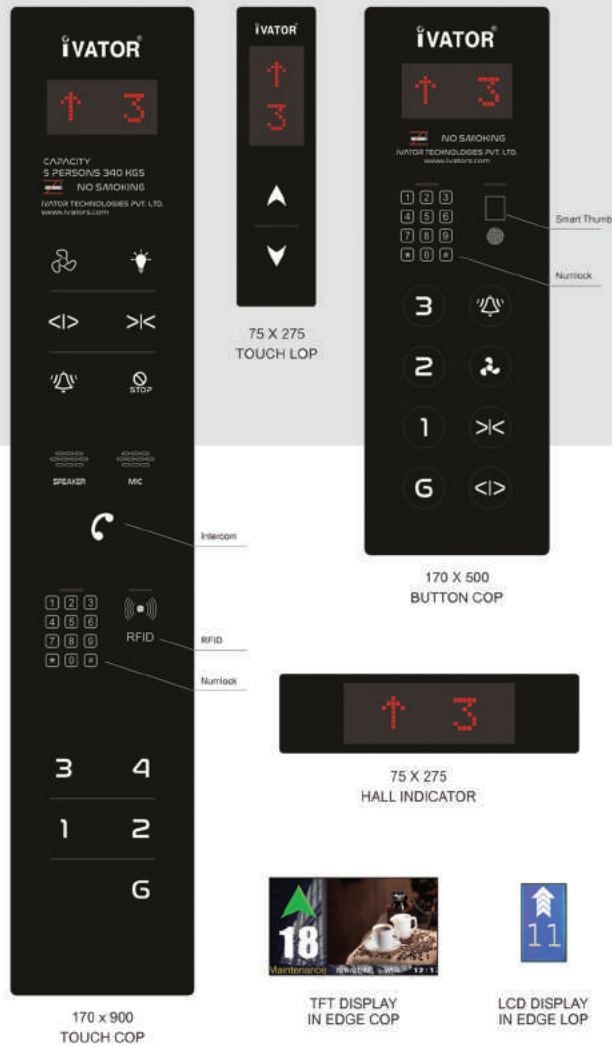 iVATOR®
↑ 3
CAPACITY
5 PERSONS 340 KGS
NO SMOKING
IVATOR TECHNOLOGIES PVT. LTD.
www.ivators.com
<|> >|<
STOP
SPEAKER MIC
Intercom
1 2 3
4 5 6
7 8 9
* 0 #
RFID
RFID
Numlock
3 4
1 2
G
170 x 900
TOUCH COP
iVATOR®
↑
3
75 X 275
TOUCH LOP
iVATOR®
↑ 3
NO SMOKING
IVATOR TECHNOLOGIES PVT. LTD.
www.ivators.com
1 2 3
4 5 6
7 8 9
* 0 #
Smart Thumb
Numlock
3
2
1 >|<
G <|>
170 X 500
BUTTON COP
↑ 3
75 X 275
HALL INDICATOR
18
Maintenance
TFT DISPLAY
IN EDGE COP
11
LCD DISPLAY
IN EDGE LOP